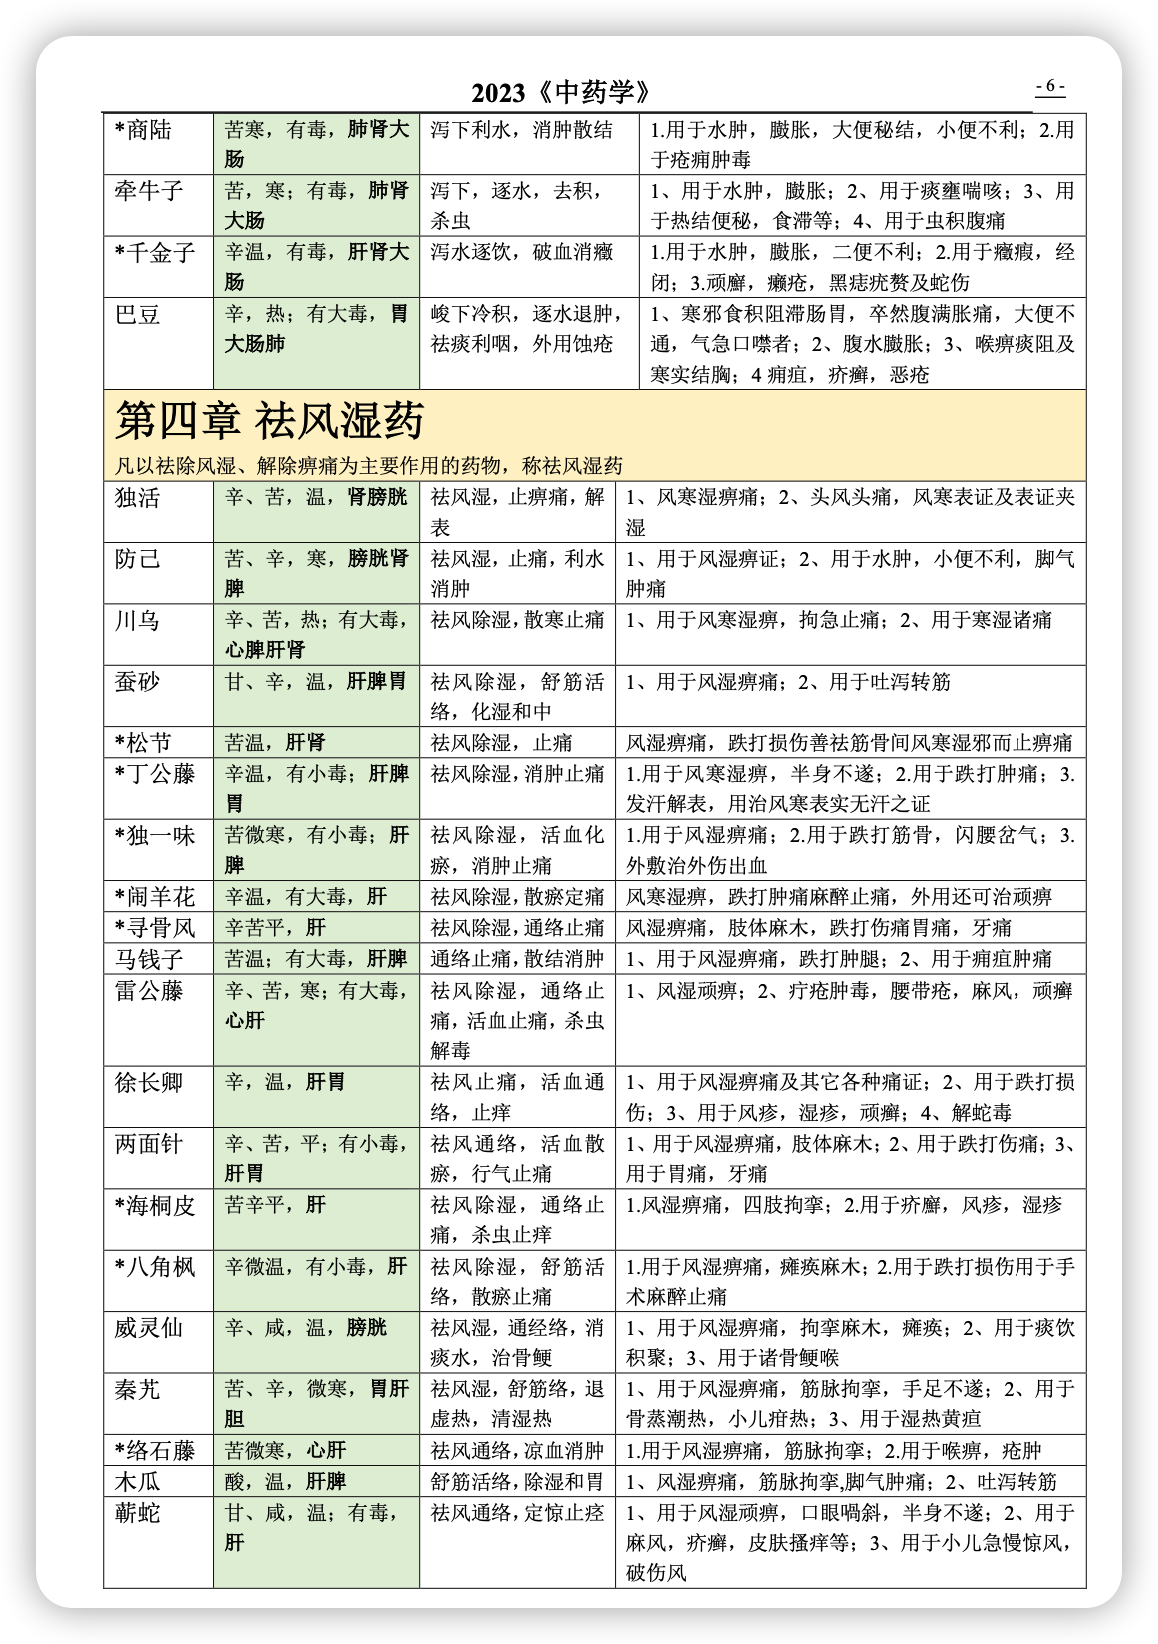 2023《中药学》
- 6 -
*商陆 苦寒，有毒，肺肾大 泻下利水，消肿散结 1.用于水肿，臌胀，大便秘结，小便不利；2.用
肠 于疮痈肿毒
牵牛子 苦，寒；有毒，肺肾 泻下，逐水，去积， 1、用于水肿，臌胀；2、用于痰壅喘咳；3、用
大肠 杀虫 于热结便秘，食滞等；4、用于虫积腹痛
*千金子 辛温，有毒，肝肾大 泻水逐饮，破血消癥 1.用于水肿，臌胀，二便不利；2.用于癥瘕，经
肠 闭；3.顽廨，癞疮，黑痣疣赘及蛇伤
巴豆 辛，热；有大毒，胃 峻下冷积，逐水退肿， 1、寒邪食积阻滞肠胃，卒然腹满胀痛，大便不
大肠肺 祛痰利咽，外用蚀疮 通，气急口噤者；2、腹水臌胀；3、喉痹痰阻及
寒实结胸；4 痈疽，疥癣，恶疮
第四章 祛风湿药
凡以祛除风湿、解除痹痛为主要作用的药物，称祛风湿药
独活 辛、苦，温，肾膀胱 祛风湿，止痹痛，解 1、风寒湿痹痛；2、头风头痛，风寒表证及表证夹
表 湿
防己 苦、辛，寒，膀胱肾 祛风湿，止痛，利水 1、用于风湿痹证；2、用于水肿，小便不利，脚气
脾 消肿 肿痛
川乌 辛、苦，热；有大毒， 祛风除湿，散寒止痛 1、用于风寒湿痹，拘急止痛；2、用于寒湿诸痛
心脾肝肾
蚕砂 甘、辛，温，肝脾胃 祛风除湿，舒筋活 1、用于风湿痹痛；2、用于吐泻转筋
络，化湿和中
*松节 苦温，肝肾 祛风除湿，止痛 风湿痹痛，跌打损伤善祛筋骨间风寒湿邪而止痹痛
*丁公藤 辛温，有小毒；肝脾 祛风除湿，消肿止痛 1.用于风寒湿痹，半身不遂；2.用于跌打肿痛；3.
胃 发汗解表，用治风寒表实无汗之证
*独一味 苦微寒，有小毒；肝 祛风除湿，活血化 1.用于风湿痹痛；2.用于跌打筋骨，闪腰岔气；3.
脾 瘀，消肿止痛 外敷治外伤出血
*闹羊花 辛温，有大毒，肝 祛风除湿，散瘀定痛 风寒湿痹，跌打肿痛麻醉止痛，外用还可治顽痹
*寻骨风 辛苦平，肝 祛风除湿，通络止痛 风湿痹痛，肢体麻木，跌打伤痛胃痛，牙痛
马钱子 苦温；有大毒，肝脾 通络止痛，散结消肿 1、用于风湿痹痛，跌打肿腿；2、用于痈疽肿痛
雷公藤 辛、苦，寒；有大毒， 祛风除湿，通络止 1、风湿顽痹；2、疔疮肿毒，腰带疮，麻风，顽癣
心肝 痛，活血止痛，杀虫
解毒
徐长卿 辛，温，肝胃 祛风止痛，活血通 1、用于风湿痹痛及其它各种痛证；2、用于跌打损
络，止痒 伤；3、用于风疹，湿疹，顽癣；4、解蛇毒
两面针 辛、苦，平；有小毒， 祛风通络，活血散 1、用于风湿痹痛，肢体麻木；2、用于跌打伤痛；3、
肝胃 瘀，行气止痛 用于胃痛，牙痛
*海桐皮 苦辛平，肝 祛风除湿，通络止 1.风湿痹痛，四肢拘挛；2.用于疥廨，风疹，湿疹
痛，杀虫止痒
*八角枫 辛微温，有小毒，肝 祛风除湿，舒筋活 1.用于风湿痹痛，瘫痪麻木；2.用于跌打损伤用于手
络，散瘀止痛 术麻醉止痛
威灵仙 辛、咸，温，膀胱 祛风湿，通经络，消 1、用于风湿痹痛，拘挛麻木，瘫痪；2、用于痰饮
痰水，治骨鲠 积聚；3、用于诸骨鲠喉
秦艽 苦、辛，微寒，胃肝 祛风湿，舒筋络，退 1、用于风湿痹痛，筋脉拘挛，手足不遂；2、用于
胆 虚热，清湿热 骨蒸潮热，小儿疳热；3、用于湿热黄疸
*络石藤 苦微寒，心肝 祛风通络，凉血消肿 1.用于风湿痹痛，筋脉拘挛；2.用于喉痹，疮肿
木瓜 酸，温，肝脾 舒筋活络，除湿和胃 1、风湿痹痛，筋脉拘挛,脚气肿痛；2、吐泻转筋
蕲蛇 甘、咸，温；有毒， 祛风通络，定惊止痉 1、用于风湿顽痹，口眼喎斜，半身不遂；2、用于
肝 麻风，疥癣，皮肤搔痒等；3、用于小儿急慢惊风，
破伤风